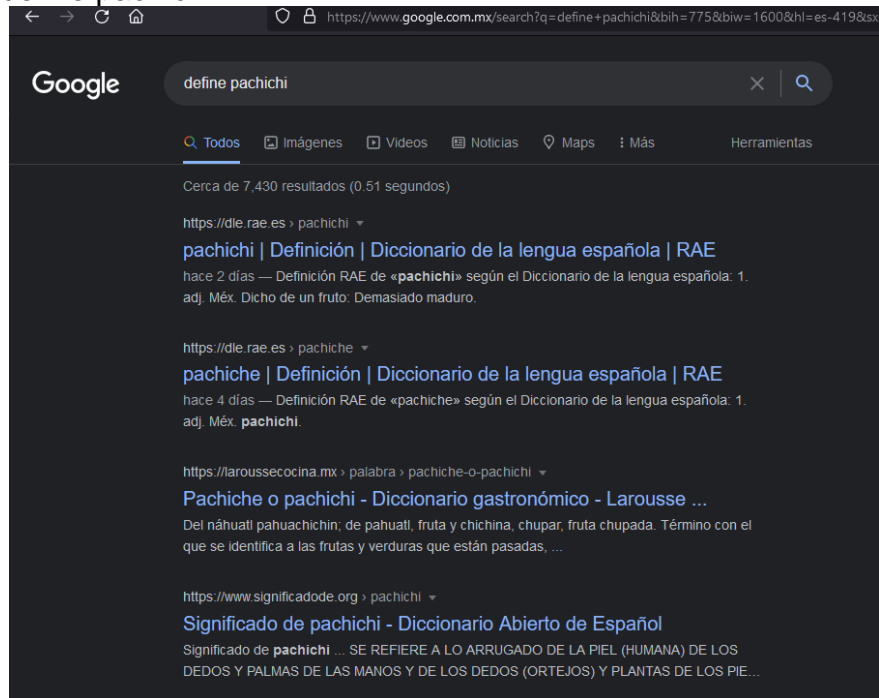 https://www.google.com.mx/search?q=define+pachichi&bih=775&biw=1600&hl=es-419&sx
Google
define pachichi
Todos Imágenes Videos Noticias Maps Más Herramientas
Cerca de 7,430 resultados (0.51 segundos)
https://dle.rae.es › pachichi
pachichi | Definición | Diccionario de la lengua española | RAE
hace 2 días — Definición RAE de «pachichi» según el Diccionario de la lengua española: 1.
adj. Méx. Dicho de un fruto: Demasiado maduro.
https://dle.rae.es › pachiche
pachiche | Definición | Diccionario de la lengua española | RAE
hace 4 días — Definición RAE de «pachiche» según el Diccionario de la lengua española: 1.
adj. Méx. pachichi.
https://laroussecocina.mx › palabra › pachiche-o-pachichi
Pachiche o pachichi - Diccionario gastronómico - Larousse ...
Del náhuatl pahuachichin; de pahuatl, fruta y chichina, chupar, fruta chupada. Término con el
que se identifica a las frutas y verduras que están pasadas, ...
https://www.significadode.org › pachichi
Significado de pachichi - Diccionario Abierto de Español
Significado de pachichi ... SE REFIERE A LO ARRUGADO DE LA PIEL (HUMANA) DE LOS
DEDOS Y PALMAS DE LAS MANOS Y DE LOS DEDOS (ORTEJOS) Y PLANTAS DE LOS PIE...